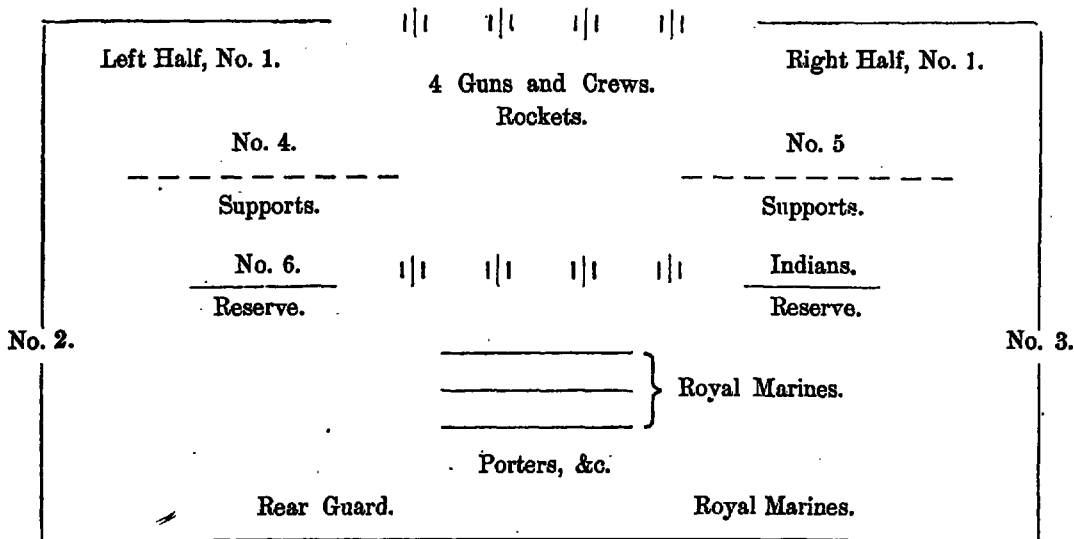 Left Half, No. 1.
Right Half, No. 1.
4 Guns and Crews.
Rockets.
No. 4.
No. 5
Supports.
Supports.
No. 6.
Indians.
Reserve.
Reserve.
No. 2.
No. 3.
Royal Marines.
Porters, &c.
Rear Guard.
Royal Marines.